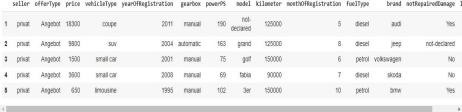 seller offerType price vehicleType yearOfRegistration gearbox powerPS model kilometer monthOfRegistration fuelType brand notRepairedDamage
1 privat Angebot 18300 coupe 2011 manual 190 not-declared 125000 5 diesel audi Yes
2 privat Angebot 9800 suv 2004 automatic 163 grand 125000 8 diesel jeep not-declared
3 privat Angebot 1500 small car 2001 manual 75 golf 150000 6 petrol volkswagen No
4 privat Angebot 3600 small car 2008 manual 69 fabia 90000 7 diesel skoda No
5 privat Angebot 650 limousine 1995 manual 102 3er 150000 10 petrol bmw Yes